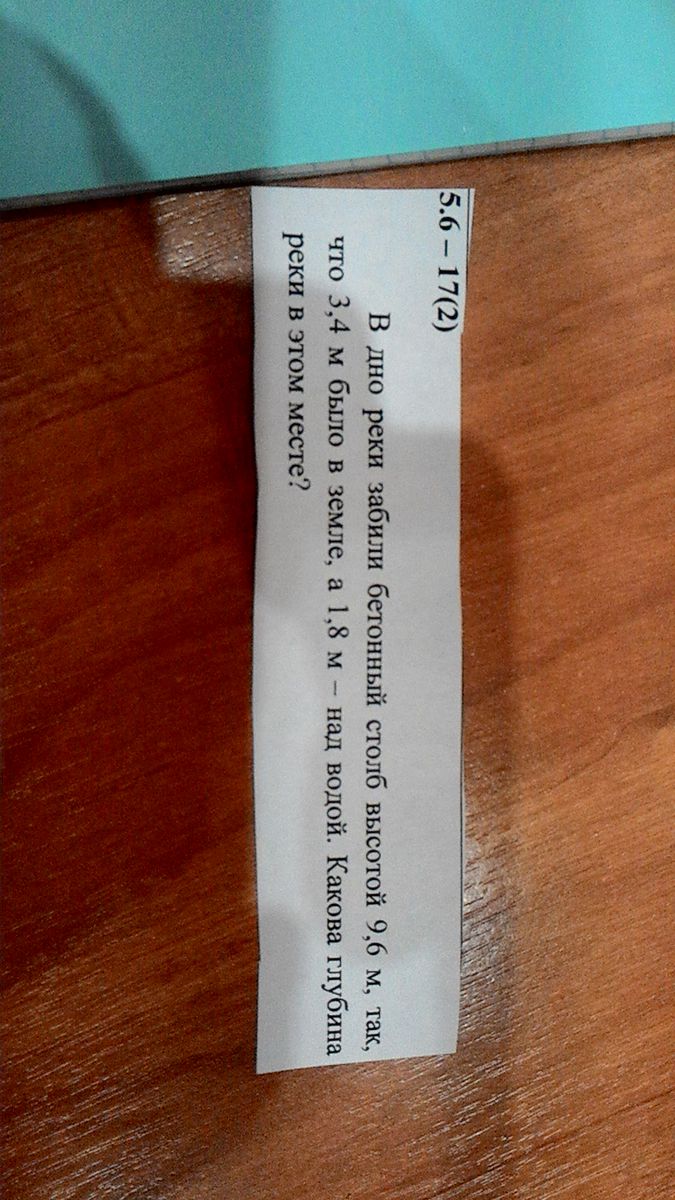 5.6 – 17(2)
В дно реки забили бетонный столб высотой 9,6 м, так,
что 3,4 м было в земле, а 1,8 м – над водой. Какова глубина
реки в этом месте?